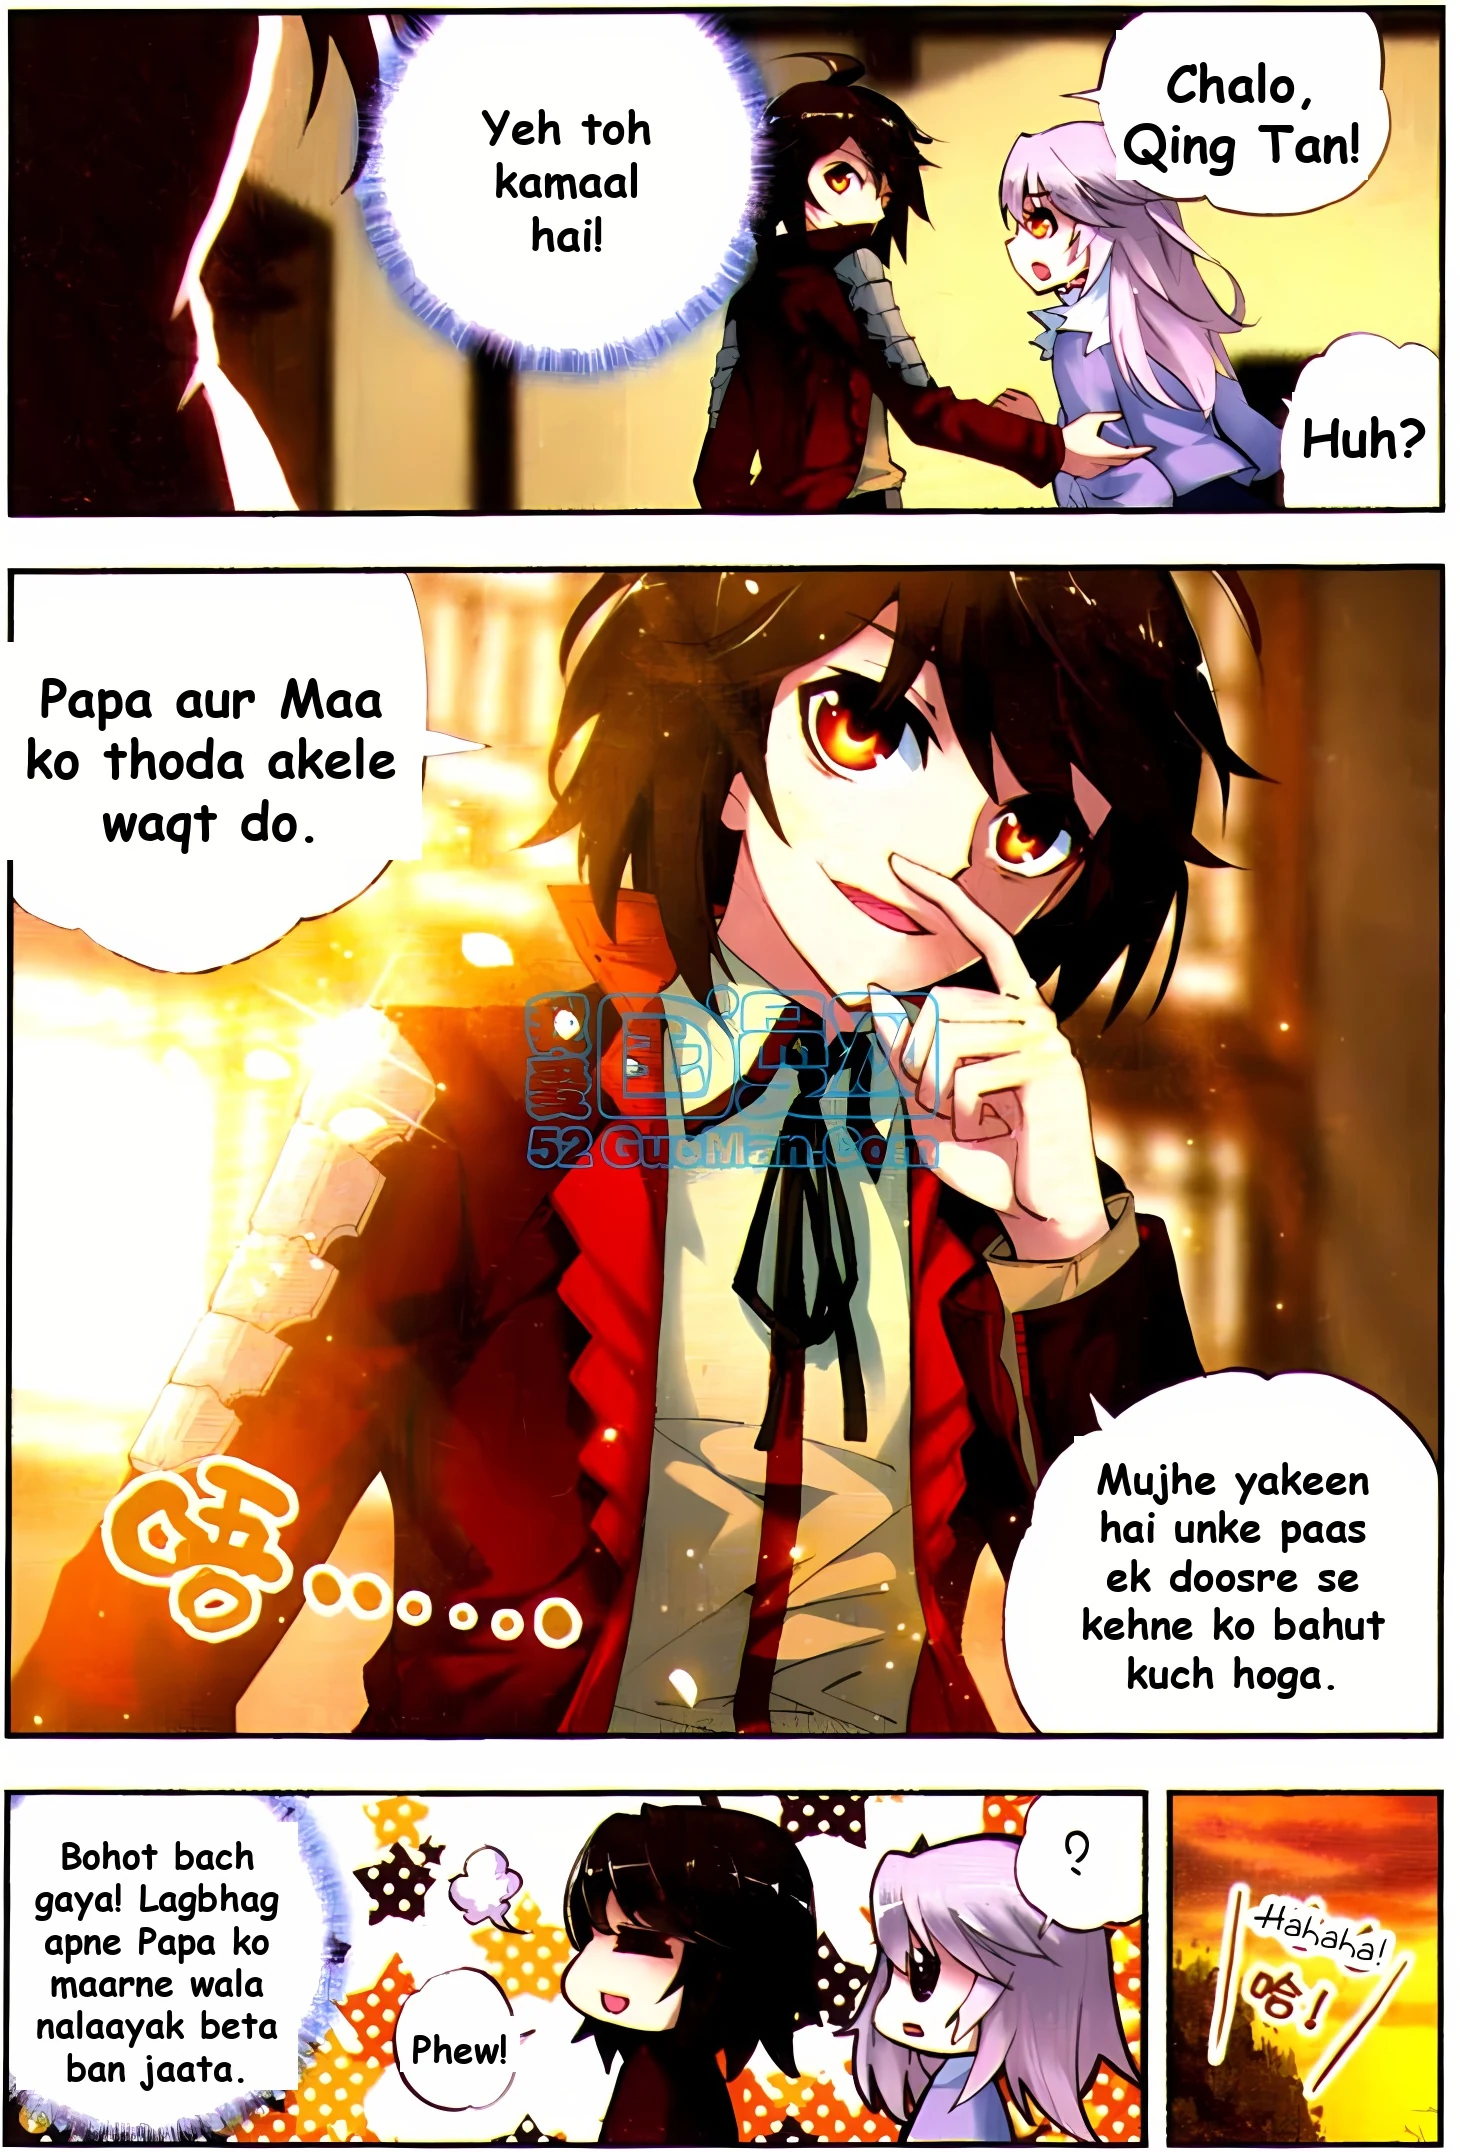 Yeh toh
kamaal
hai!
Chalo,
Qing Tan!
Huh?
Papa aur Maa
ko thoda akele
waqt do.
52GuoMan.Com
Mujhe yakeen
hai unke paas
ek doosre se
kehne ko bahut
kuch hoga.
Bohot bach
gaya! Lagbhag
apne Papa ko
maarne wala
nalaayak beta
ban jaata.
Phew!
?
Hahaha!
哈!